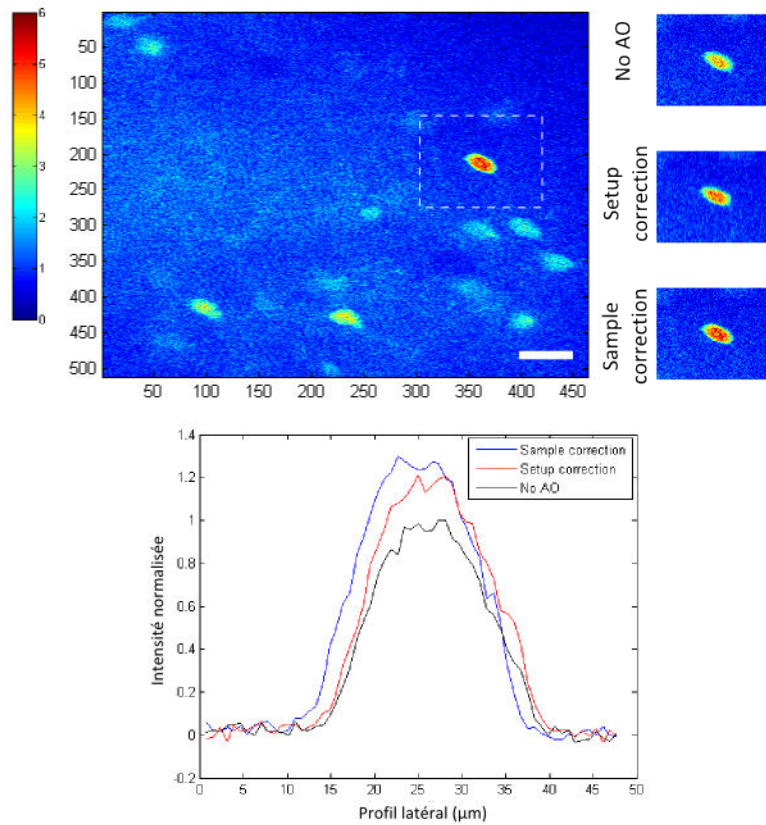 6
5
4
3
2
1
0
50
100
150
200
250
300
350
400
450
500
50 100 150 200 250 300 350 400 450
No AO
Setup
correction
Sample
correction
1.4
1.2
1
0.8
0.6
0.4
0.2
0
-0.2
Intensité normalisée
Sample correction
Setup correction
No AO
0 5 10 15 20 25 30 35 40 45 50
Profil latéral (µm)